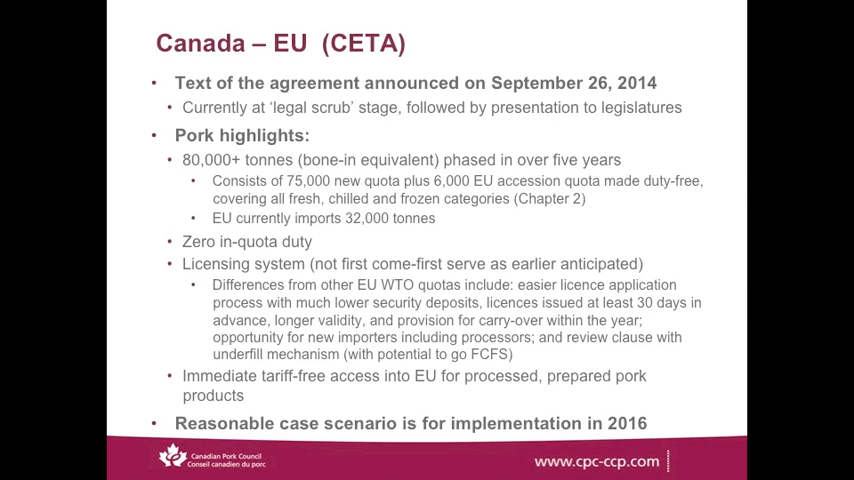 Canada – EU  (CETA)
• Text of the agreement announced on September 26, 2014
• Currently at ‘legal scrub’ stage, followed by presentation to legislatures
• Pork highlights:
• 80,000+ tonnes (bone-in equivalent) phased in over five years
• Consists of 75,000 new quota plus 6,000 EU accession quota made duty-free,
covering all fresh, chilled and frozen categories (Chapter 2)
• EU currently imports 32,000 tonnes
• Zero in-quota duty
• Licensing system (not first come-first serve as earlier anticipated)
• Differences from other EU WTO quotas include: easier licence application
process with much lower security deposits, licences issued at least 30 days in
advance, longer validity, and provision for carry-over within the year;
opportunity for new importers including processors; and review clause with
underfill mechanism (with potential to go FCFS)
• Immediate tariff-free access into EU for processed, prepared pork
products
• Reasonable case scenario is for implementation in 2016
Canadian Pork Council
Conseil canadien du porc
www.cpc-ccp.com